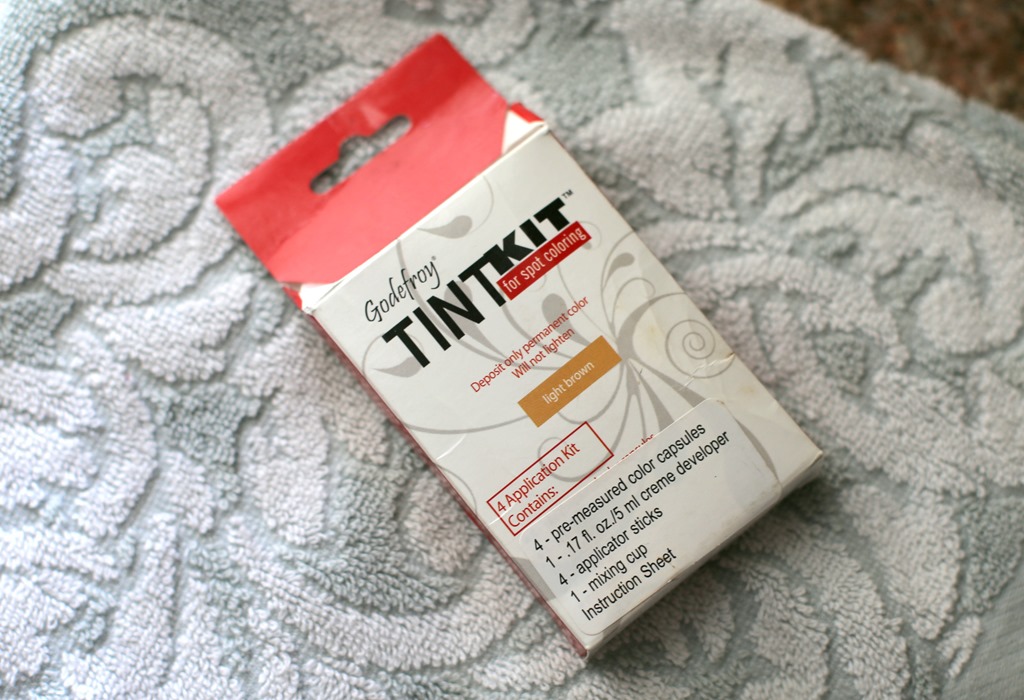 Godefroy®
TINT KIT™
for spot coloring
Deposit only permanent color
Will not lighten
light brown
4 Application Kit
Contains:
4 - pre-measured color capsules
1 - .17 fl. oz./5 ml creme developer
4 - applicator sticks
1 - mixing cup
Instruction Sheet